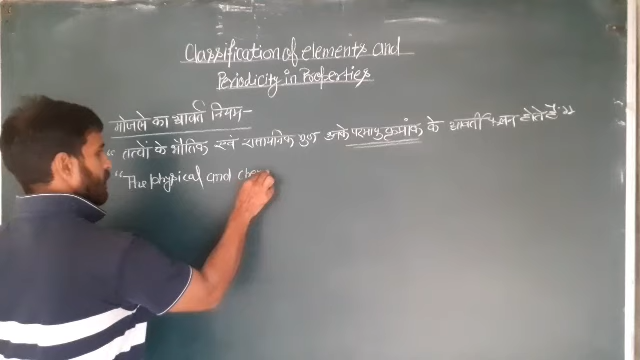 Classification of elements and
Periodicity in Properties
मोजले का आवर्त नियम-
“ तत्वों के भौतिक एवं रासायनिक गुण उनके परमाणु क्रमांक के आवर्ती फलन होते हैं ”
“ The physical and che